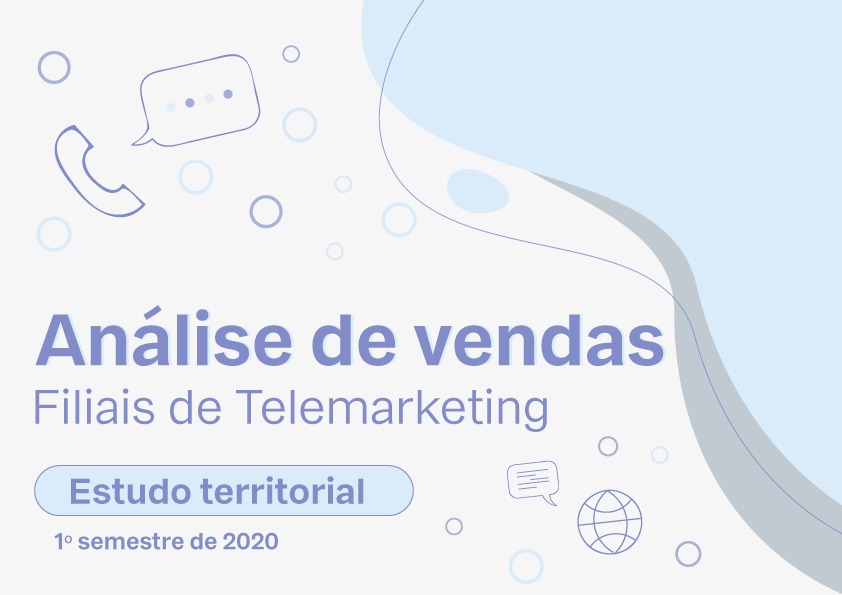 Análise de vendas
Filiais de Telemarketing
Estudo territorial
1º semestre de 2020